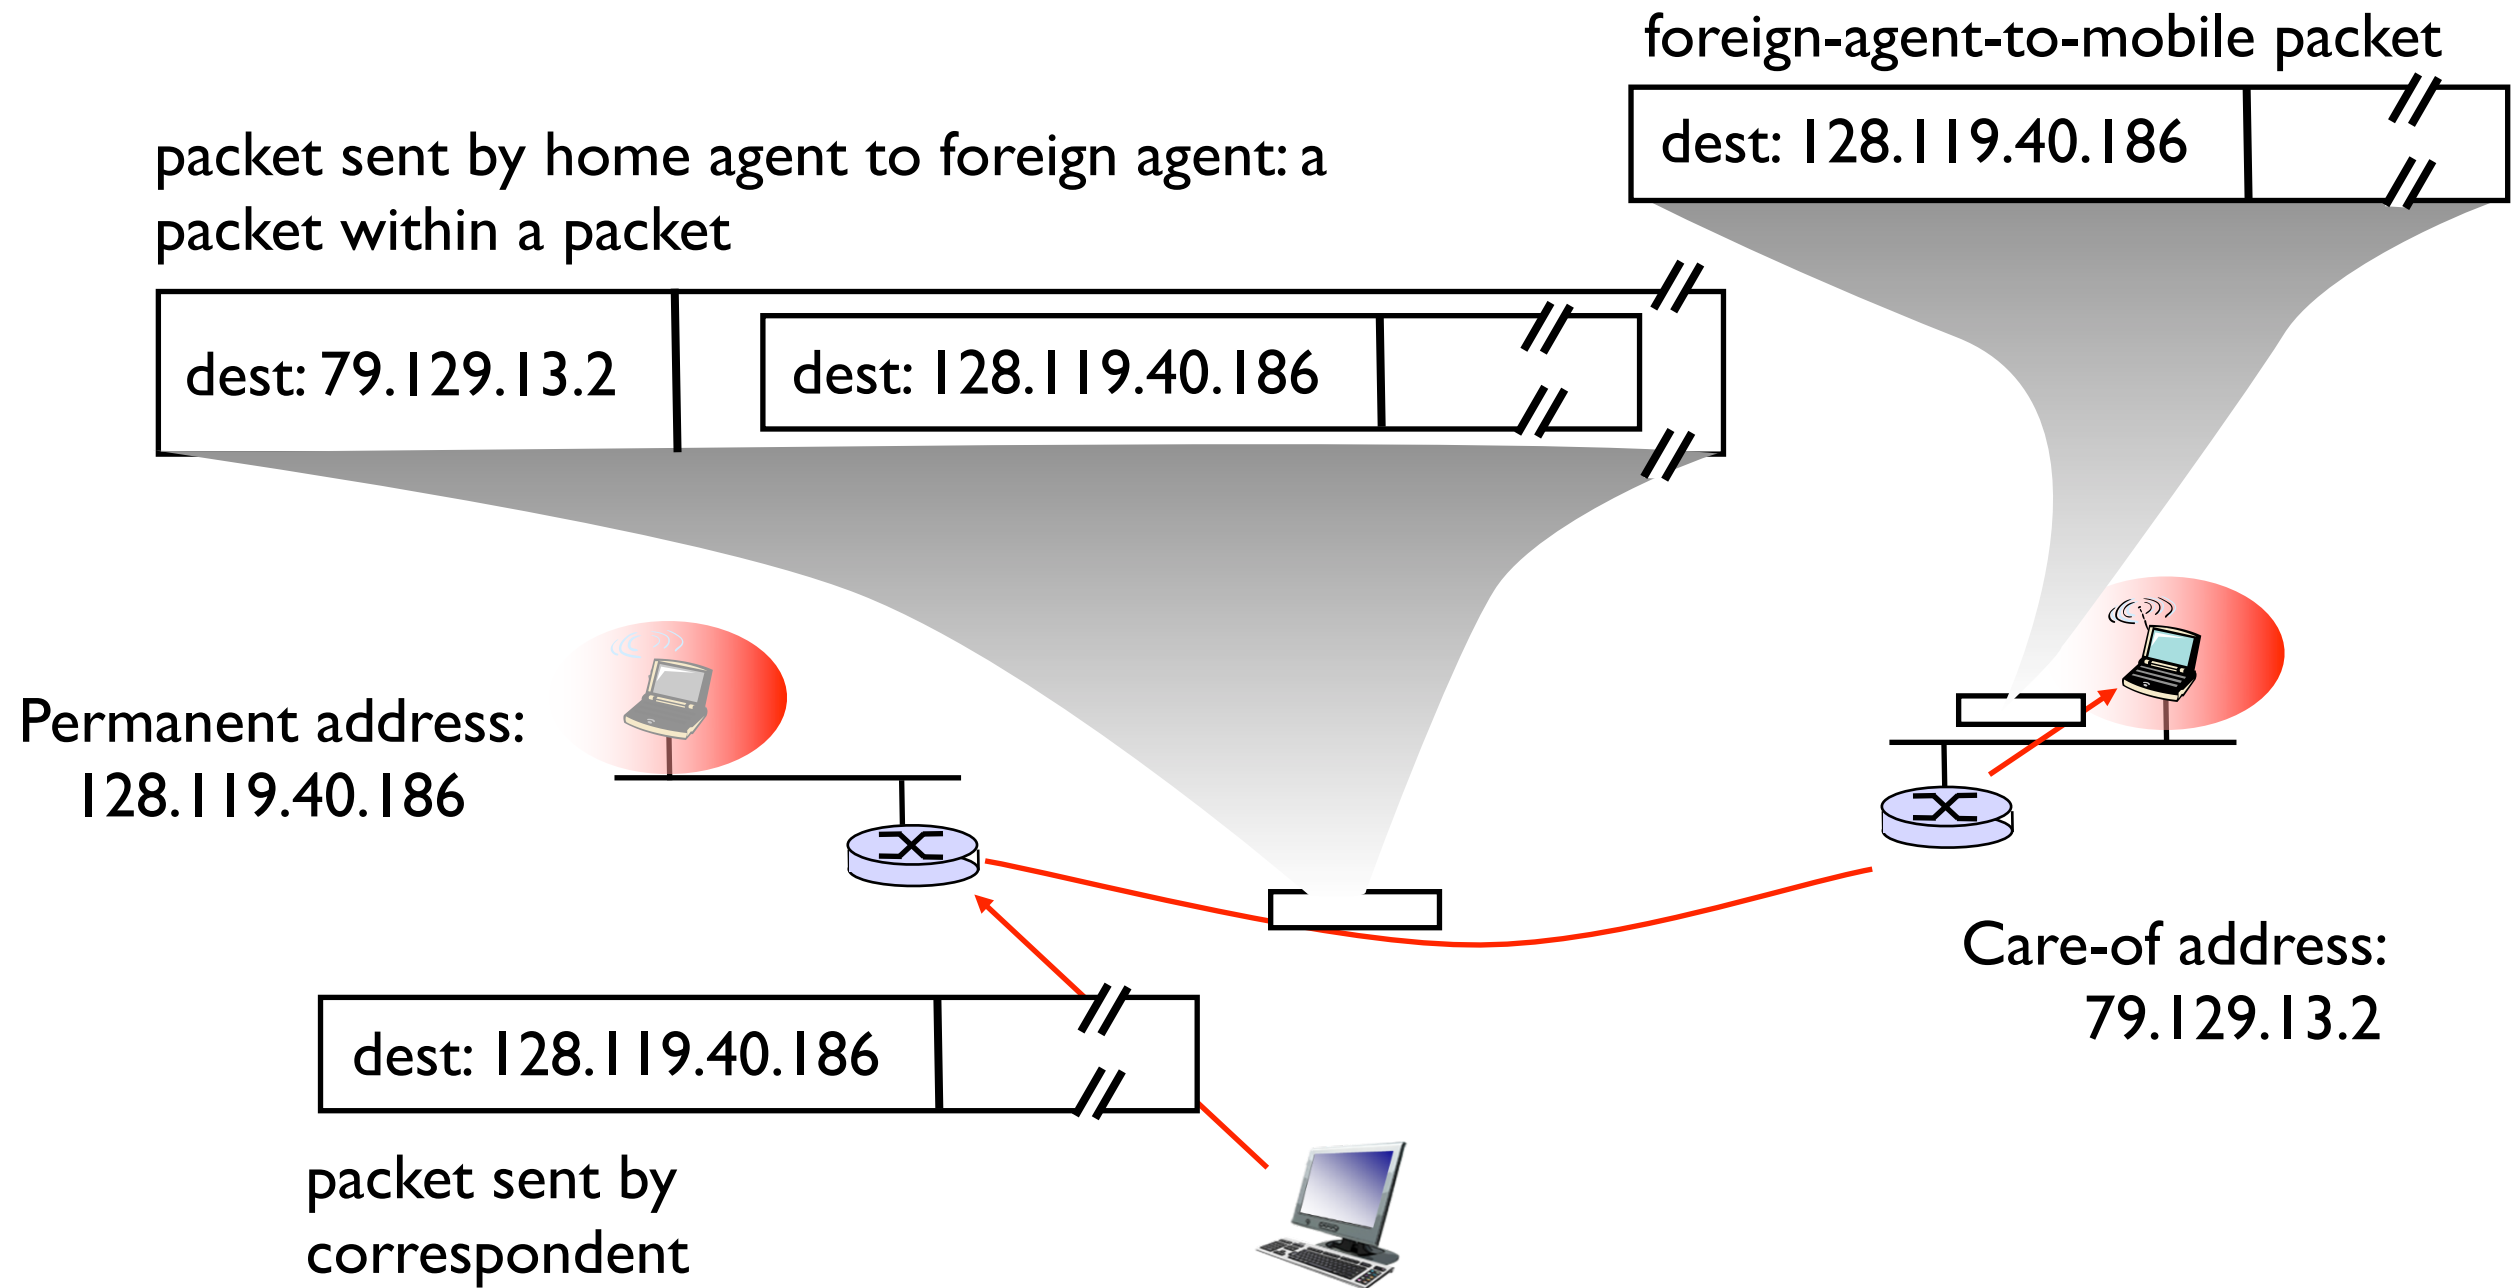 foreign-agent-to-mobile packet
dest: 128.119.40.186
packet sent by home agent to foreign agent: a
packet within a packet
dest: 79.129.13.2
dest: 128.119.40.186
Permanent address:
128.119.40.186
Care-of address:
79.129.13.2
dest: 128.119.40.186
packet sent by
correspondent